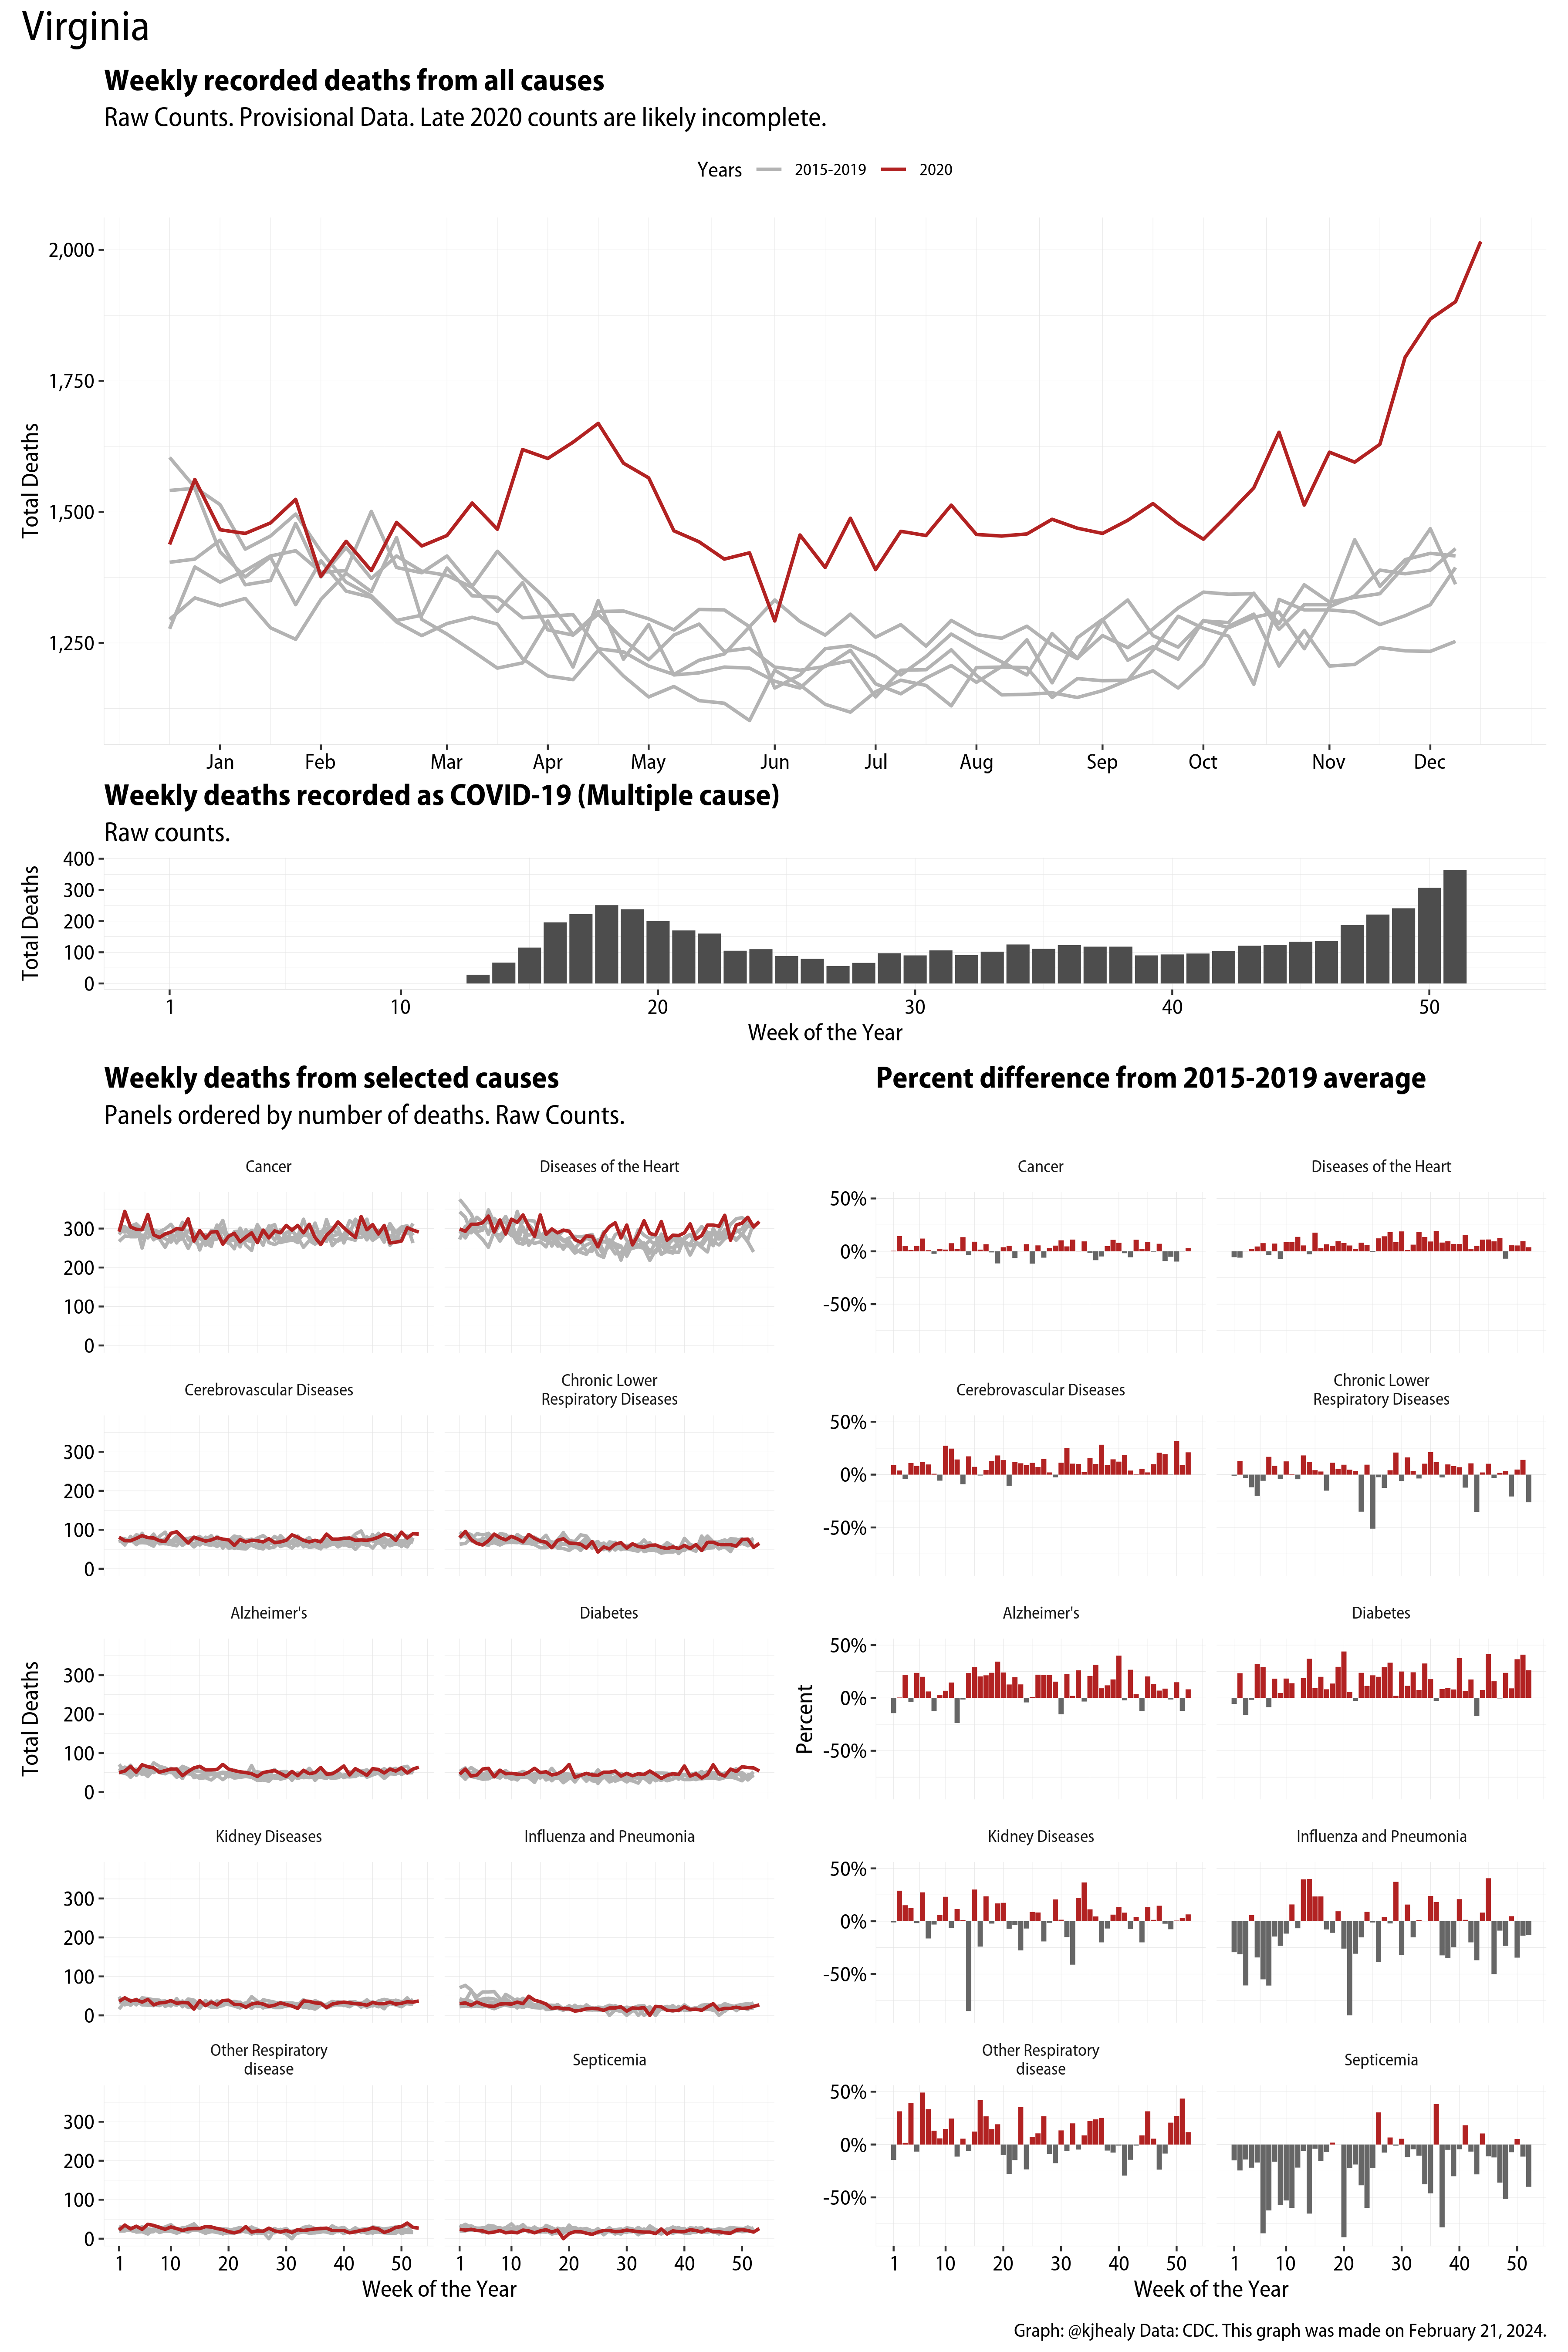 Virginia
Weekly recorded deaths from all causes
Raw Counts. Provisional Data. Late 2020 counts are likely incomplete.
Years 2015-2019 2020
Total Deaths
2,000
1,750
1,500
1,250
Jan Feb Mar Apr May Jun Jul Aug Sep Oct Nov Dec
Weekly deaths recorded as COVID-19 (Multiple cause)
Raw counts.
Total Deaths
400
300
200
100
0
1 10 20 30 40 50
Week of the Year
Weekly deaths from selected causes
Panels ordered by number of deaths. Raw Counts.
Total Deaths
Cancer Diseases of the Heart
300
200
100
0
Cerebrovascular Diseases
Chronic Lower
Respiratory Diseases
300
200
100
0
Alzheimer's Diabetes
300
200
100
0
Kidney Diseases Influenza and Pneumonia
300
200
100
0
Other Respiratory
disease
Septicemia
300
200
100
0
1 10 20 30 40 50 1 10 20 30 40 50
Week of the Year
Percent difference from 2015-2019 average
Percent
Cancer Diseases of the Heart
50%
0%
-50%
Cerebrovascular Diseases
Chronic Lower
Respiratory Diseases
50%
0%
-50%
Alzheimer's Diabetes
50%
0%
-50%
Kidney Diseases Influenza and Pneumonia
50%
0%
-50%
Other Respiratory
disease
Septicemia
50%
0%
-50%
1 10 20 30 40 50 1 10 20 30 40 50
Week of the Year
Graph: @kjhealy Data: CDC. This graph was made on February 21, 2024.